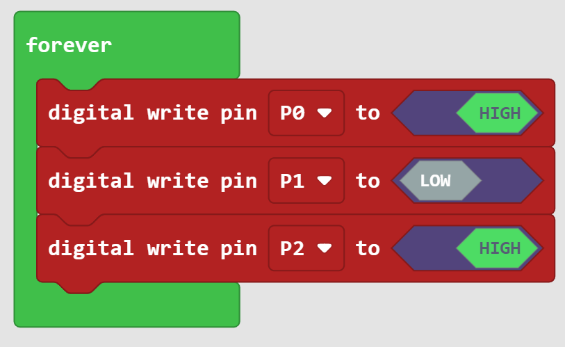 forever
digital write pin P0 to HIGH
digital write pin P1 to LOW
digital write pin P2 to HIGH